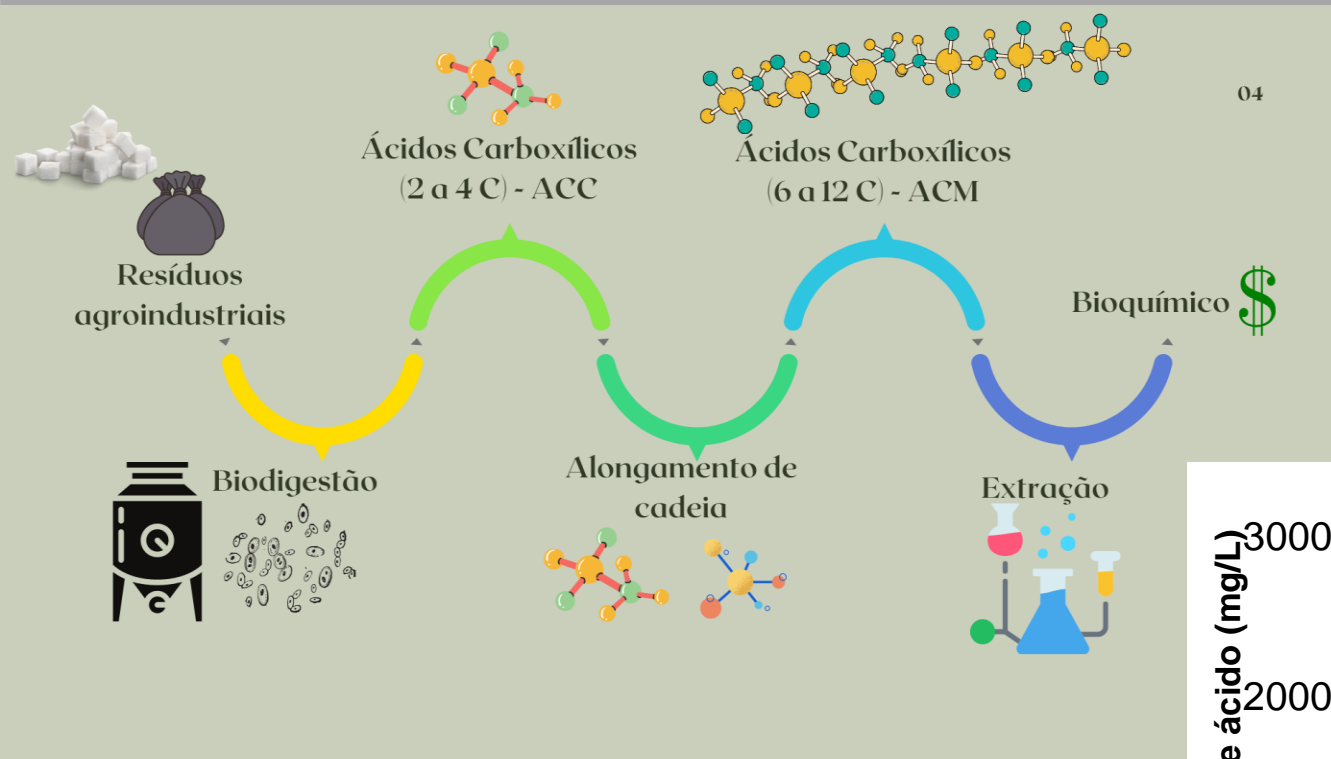 04
Ácidos Carboxílicos
(2 a 4 C) - ACC
Ácidos Carboxílicos
(6 a 12 C) - ACM
Resíduos
agroindustriais
Bioquímico $
Biodigestão
Alongamento de
cadeia
Extração
3000
2000
e ácido (mg/L)